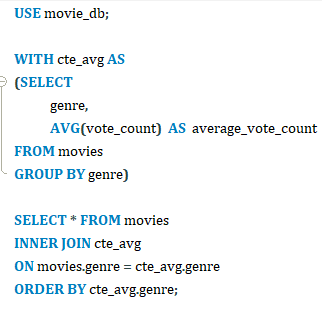 USE movie_db;
WITH cte_avg AS
(SELECT
genre,
AVG(vote_count) AS average_vote_count
FROM movies
GROUP BY genre)
SELECT * FROM movies
INNER JOIN cte_avg
ON movies.genre = cte_avg.genre
ORDER BY cte_avg.genre;